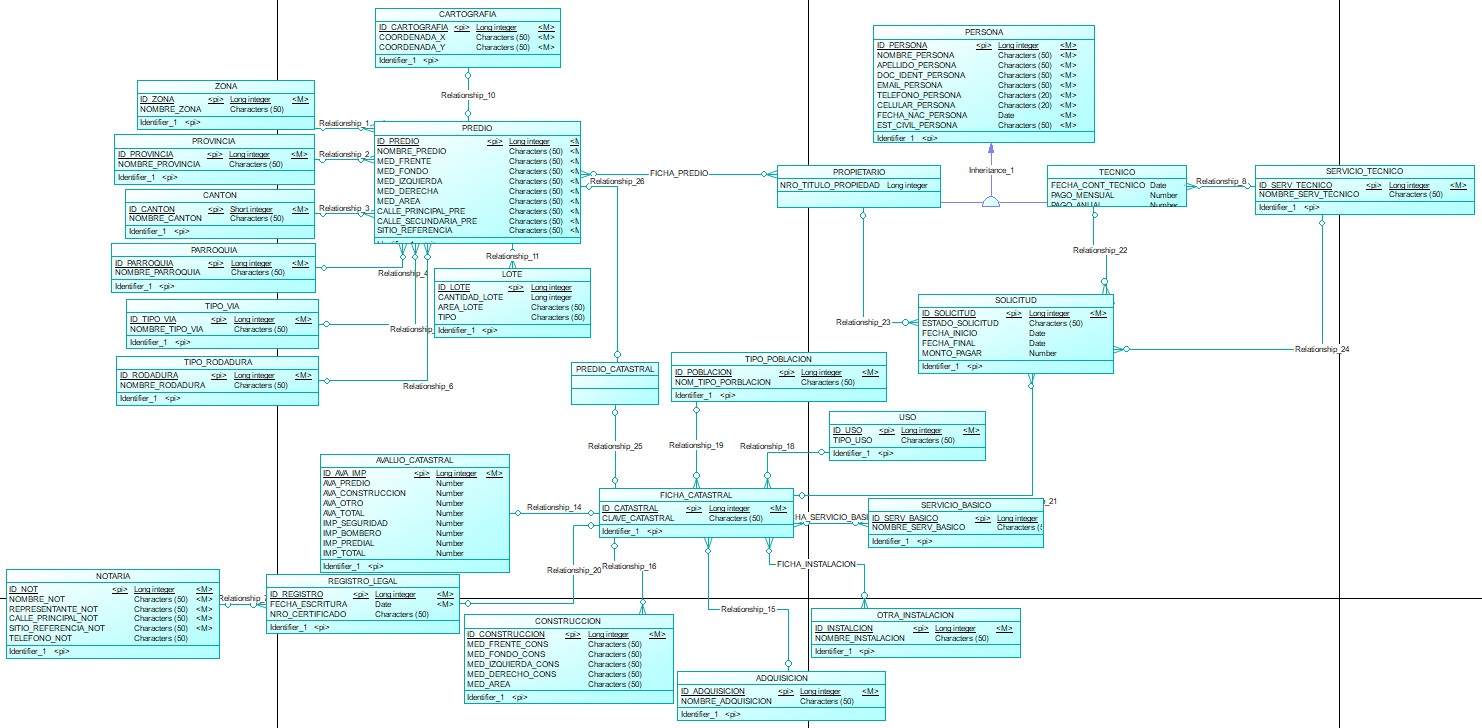 CARTOGRAFIA
ID_CARTOGRAFIA <pi> Long integer <M>
COORDENADA_X Characters (50) <M>
COORDENADA_Y Characters (50) <M>
Identifier_1 <pi>
Relationship_10
PERSONA
ID_PERSONA <pi> Long integer <M>
NOMBRE_PERSONA Characters (50) <M>
APELLIDO_PERSONA Characters (50) <M>
DOC_IDENT_PERSONA Characters (50) <M>
EMAIL_PERSONA Characters (50) <M>
TELEFONO_PERSONA Characters (20) <M>
CELULAR_PERSONA Characters (20) <M>
FECHA_NAC_PERSONA Date <M>
EST_CIVIL_PERSONA Characters (50) <M>
Identifier_1 <pi>
Inheritance_1
ZONA
ID_ZONA <pi> Long integer <M>
NOMBRE_ZONA Characters (50)
Identifier_1 <pi>
Relationship_1
PROVINCIA
ID_PROVINCIA <pi> Long integer <M>
NOMBRE_PROVINCIA Characters (50)
Identifier_1 <pi>
Relationship_2
CANTON
ID_CANTON <pi> Short integer <M>
NOMBRE_CANTON Characters (50)
Identifier_1 <pi>
Relationship_3
PREDIO
ID_PREDIO <pi> Long integer <M
NOMBRE_PREDIO Characters (50) <M
MED_FRENTE Characters (50) <M
MED_FONDO Characters (50) <M
MED_IZQUIERDA Characters (50) <M
MED_DERECHA Characters (50) <M
MED_AREA Characters (50) <M
CALLE_PRINCIPAL_PRE Characters (50) <M
CALLE_SECUNDARIA_PRE Characters (50) <M
SITIO_REFERENCIA Characters (50) <M
FICHA_PREDIO
Relationship_26
PROPIETARIO
NRO_TITULO_PROPIEDAD Long integer
TECNICO
FECHA_CONT_TECNICO Date
PAGO_MENSUAL Number
PAGO_ANUAL Number
Relationship_8
SERVICIO_TECNICO
ID_SERV_TECNICO <pi> Long integer <M>
NOMBRE_SERV_TECNICO Characters (50)
Identifier_1 <pi>
PARROQUIA
ID_PARROQUIA <pi> Long integer <M>
NOMBRE_PARROQUIA Characters (50)
Identifier_1 <pi>
Relationship_4
Relationship_11
Relationship_22
LOTE
ID_LOTE <pi> Long integer <M>
CANTIDAD_LOTE Long integer
AREA_LOTE Characters (50)
TIPO Characters (50)
Identifier_1 <pi>
TIPO_VIA
ID_TIPO_VIA <pi> Long integer <M>
NOMBRE_TIPO_VIA Characters (50)
Identifier_1 <pi>
Relationship
SOLICITUD
ID_SOLICITUD <pi> Long integer <M>
ESTADO_SOLICITUD Characters (50)
FECHA_INICIO Date
FECHA_FINAL Date
MONTO_PAGAR Number
Identifier_1 <pi>
Relationship_23
Relationship_24
TIPO_RODADURA
ID_RODADURA <pi> Long integer <M>
NOMBRE_RODADURA Characters (50)
Identifier_1 <pi>
Relationship_6
PREDIO_CATASTRAL
TIPO_POBLACION
ID_POBLACION <pi> Long integer <M>
NOM_TIPO_PORBLACION Characters (50)
Identifier_1 <pi>
USO
ID_USO <pi> Long integer <M>
TIPO_USO Characters (50)
Identifier_1 <pi>
Relationship_25
Relationship_19
Relationship_18
AVALUO_CATASTRAL
ID_AVA_IMP <pi> Long integer <M>
AVA_PREDIO Number
AVA_CONSTRUCCION Number
AVA_OTRO Number
AVA_TOTAL Number
IMP_SEGURIDAD Number
IMP_BOMBERO Number
IMP_PREDIAL Number
IMP_TOTAL Number
Identifier_1 <pi>
Relationship_14
FICHA_CATASTRAL
ID_CATASTRAL <pi> Long integer <M>
CLAVE_CATASTRAL Characters (50)
Identifier_1 <pi>
_21
HA_SERVICIO_BASI
SERVICIO_BASICO
ID_SERV_BASICO <pi> Long integer
NOMBRE_SERV_BASICO Characters (5
Identifier_1 <pi>
Relationship_20
Relationship_16
FICHA_INSTALACION
NOTARIA
ID_NOT <pi> Long integer <M>
NOMBRE_NOT Characters (50) <M>
REPRESENTANTE_NOT Characters (50) <M>
CALLE_PRINCIPAL_NOT Characters (50) <M>
SITIO_REFERENCIA_NOT Characters (50) <M>
TELEFONO_NOT Characters (50)
Identifier_1 <pi>
Relationship_
REGISTRO_LEGAL
ID_REGISTRO <pi> Long integer <M>
FECHA_ESCRITURA Date <M>
NRO_CERTIFICADO Characters (50)
Identifier_1 <pi>
CONSTRUCCION
ID_CONSTRUCCION <pi> Long integer <M>
MED_FRENTE_CONS Characters (50)
MED_FONDO_CONS Characters (50)
MED_IZQUIERDA_CONS Characters (50)
MED_DERECHO_CONS Characters (50)
MED_AREA Characters (50)
Identifier_1 <pi>
Relationship_15
OTRA_INSTALACION
ID_INSTALCION <pi> Long integer <M>
NOMBRE_INSTALACION Characters (50)
Identifier_1 <pi>
ADQUISICION
ID_ADQUISICION <pi> Long integer <M>
NOMBRE_ADQUISICION Characters (50)
Identifier_1 <pi>